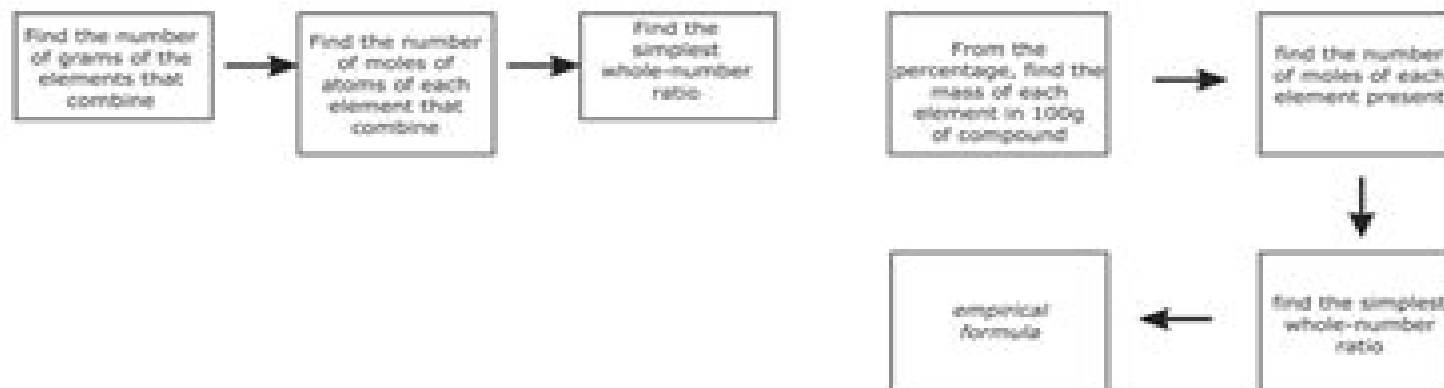 Find the number
of grams of the
elements that
combine
Find the number
of moles of
atoms of each
element that
combine
Find the
simplest
whole-number
ratio
From the
percentage, find the
mass of each
element in 100g
of compound
find the number
of moles of each
element present
find the simplest
whole-number
ratio
empirical
formula